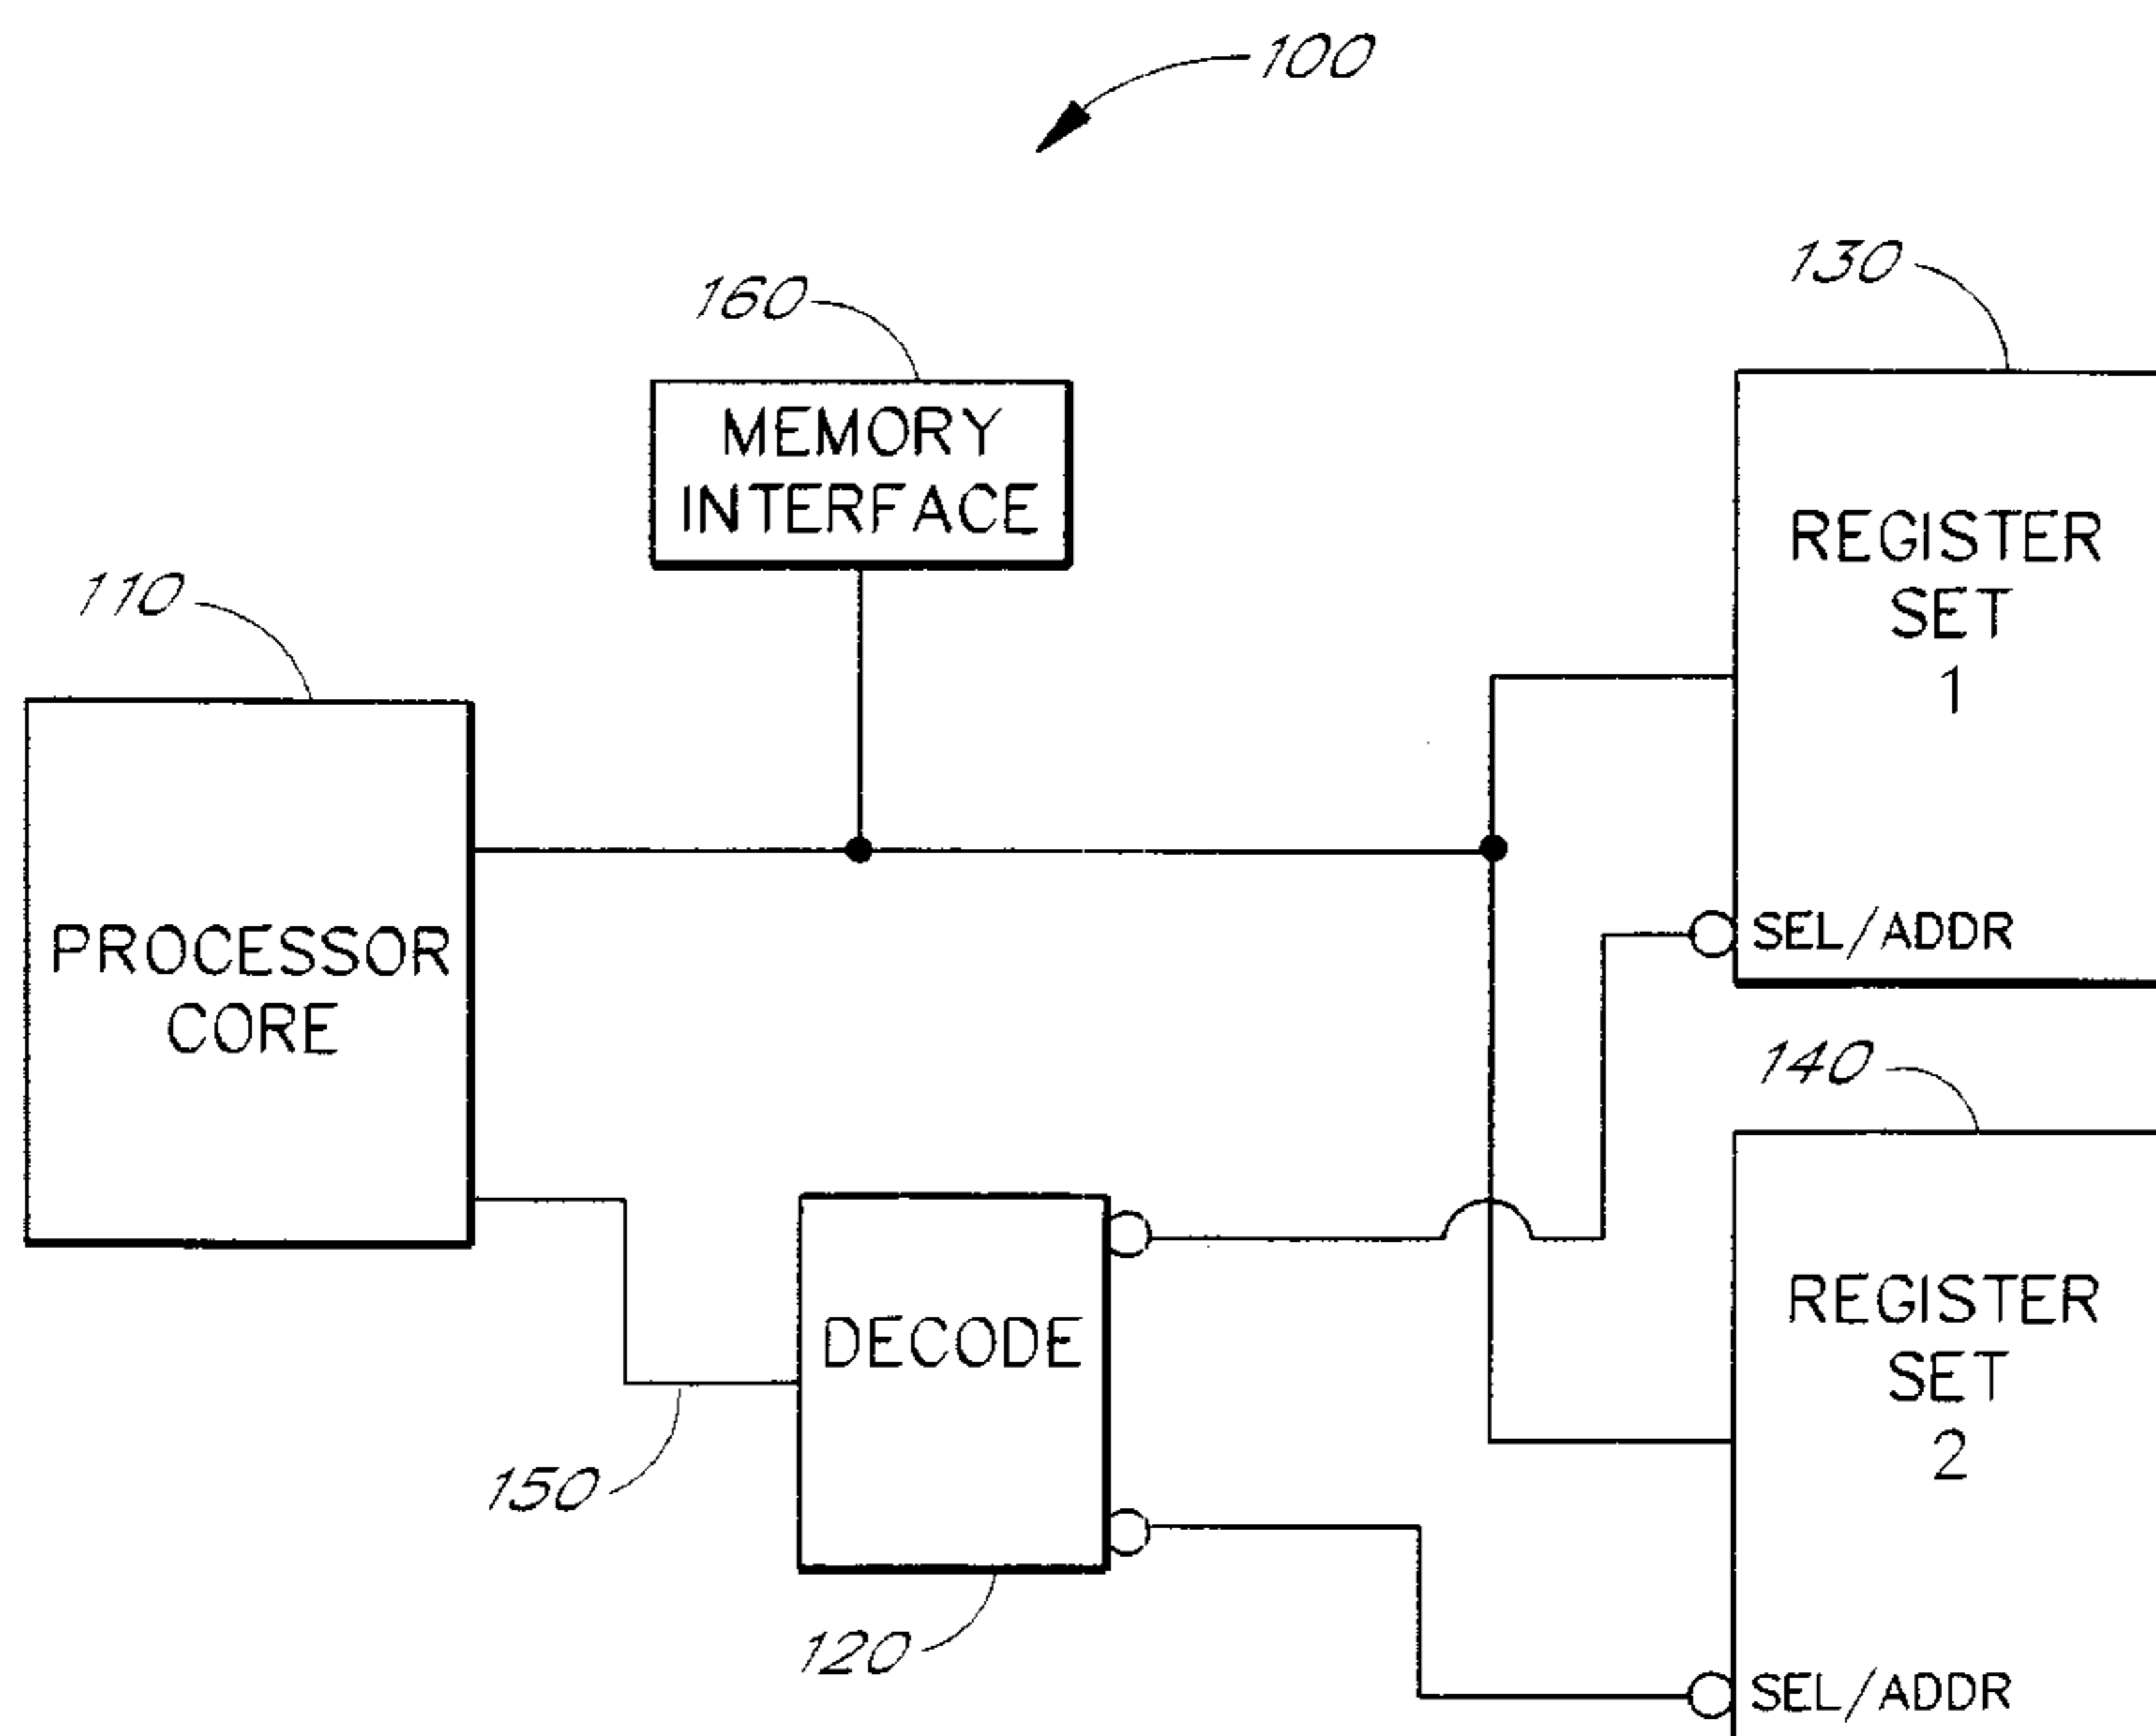 100
130
160
MEMORY
INTERFACE
REGISTER
SET
1
110
SEL/ADDR
PROCESSOR
CORE
140
REGISTER
SET
2
DECODE
150
120
SEL/ADDR